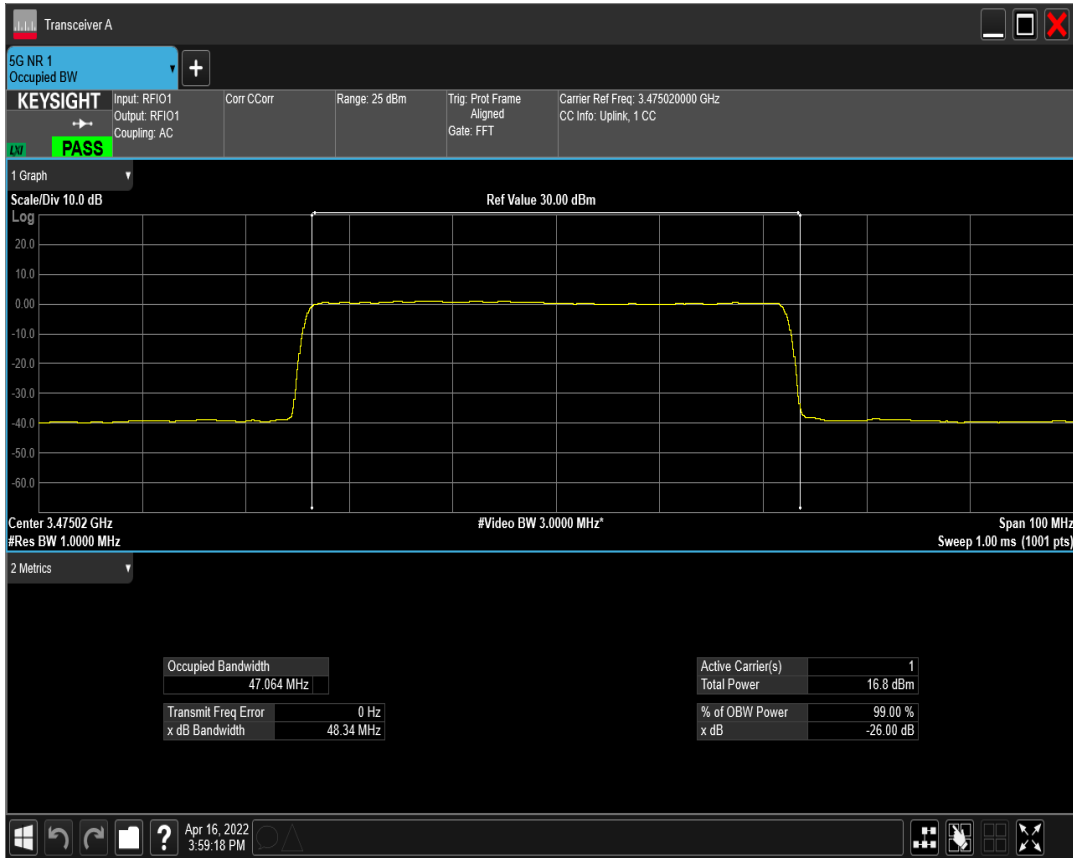 Transceiver A
5G NR 1
Occupied BW
KEYSIGHT
LXI
PASS
Input: RFIO1
Output: RFIO1
Coupling: AC
Corr CCorr
Range: 25 dBm
Trig: Prot Frame
Aligned
Gate: FFT
Carrier Ref Freq: 3.475020000 GHz
CC Info: Uplink, 1 CC
1 Graph
Scale/Div 10.0 dB
Ref Value 30.00 dBm
Log
20.0
10.0
0.00
-10.0
-20.0
-30.0
-40.0
-50.0
-60.0
Center 3.47502 GHz
#Video BW 3.0000 MHz*
Span 100 MHz
#Res BW 1.0000 MHz
Sweep 1.00 ms (1001 pts)
2 Metrics
Occupied Bandwidth
47.064 MHz
Transmit Freq Error 0 Hz
x dB Bandwidth 48.34 MHz
Active Carrier(s) 1
Total Power 16.8 dBm
% of OBW Power 99.00 %
x dB -26.00 dB
?
Apr 16, 2022
3:59:18 PM